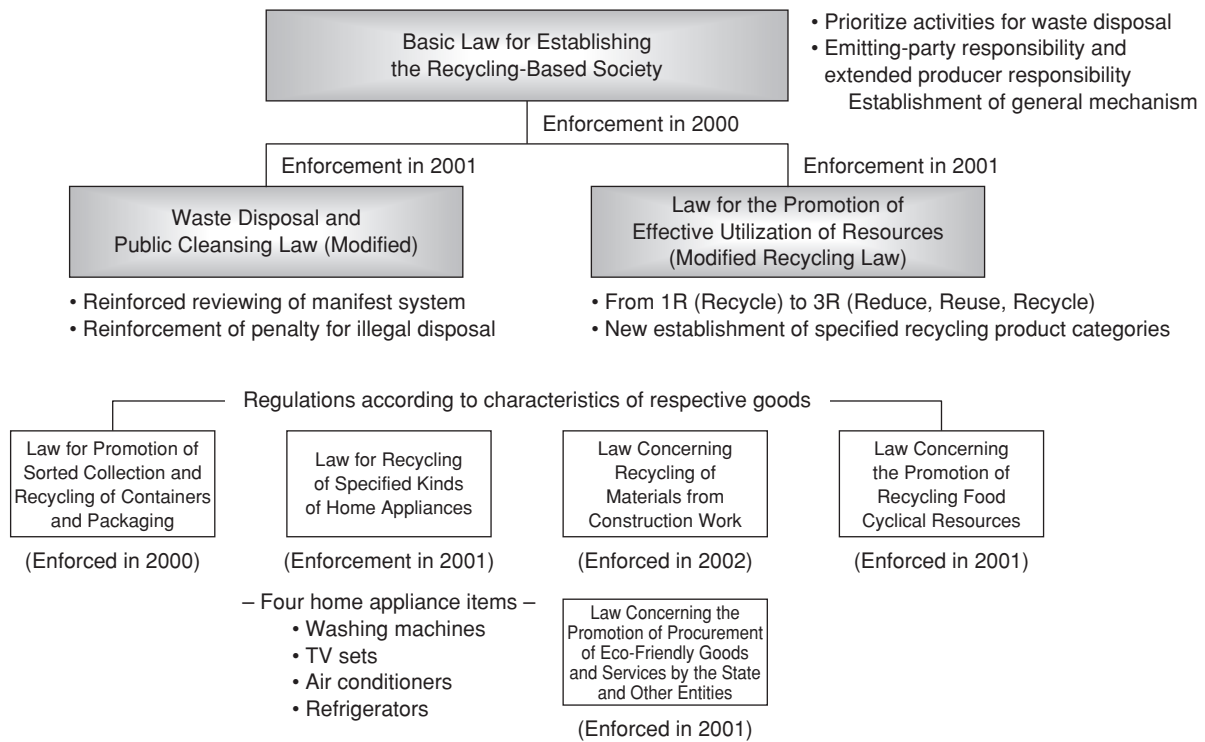 Basic Law for Establishing
the Recycling-Based Society
• Prioritize activities for waste disposal
• Emitting-party responsibility and
extended producer responsibility
Establishment of general mechanism
Enforcement in 2000
Enforcement in 2001
Enforcement in 2001
Waste Disposal and
Public Cleansing Law (Modified)
Law for the Promotion of
Effective Utilization of Resources
(Modified Recycling Law)
• Reinforced reviewing of manifest system
• Reinforcement of penalty for illegal disposal
• From 1R (Recycle) to 3R (Reduce, Reuse, Recycle)
• New establishment of specified recycling product categories
Regulations according to characteristics of respective goods
Law for Promotion of
Sorted Collection and
Recycling of Containers
and Packaging
(Enforced in 2000)
Law for Recycling
of Specified Kinds
of Home Appliances
(Enforcement in 2001)
– Four home appliance items –
• Washing machines
• TV sets
• Air conditioners
• Refrigerators
Law Concerning
Recycling of
Materials from
Construction Work
(Enforced in 2002)
Law Concerning the
Promotion of Procurement
of Eco-Friendly Goods
and Services by the State
and Other Entities
(Enforced in 2001)
Law Concerning
the Promotion of
Recycling Food
Cyclical Resources
(Enforced in 2001)